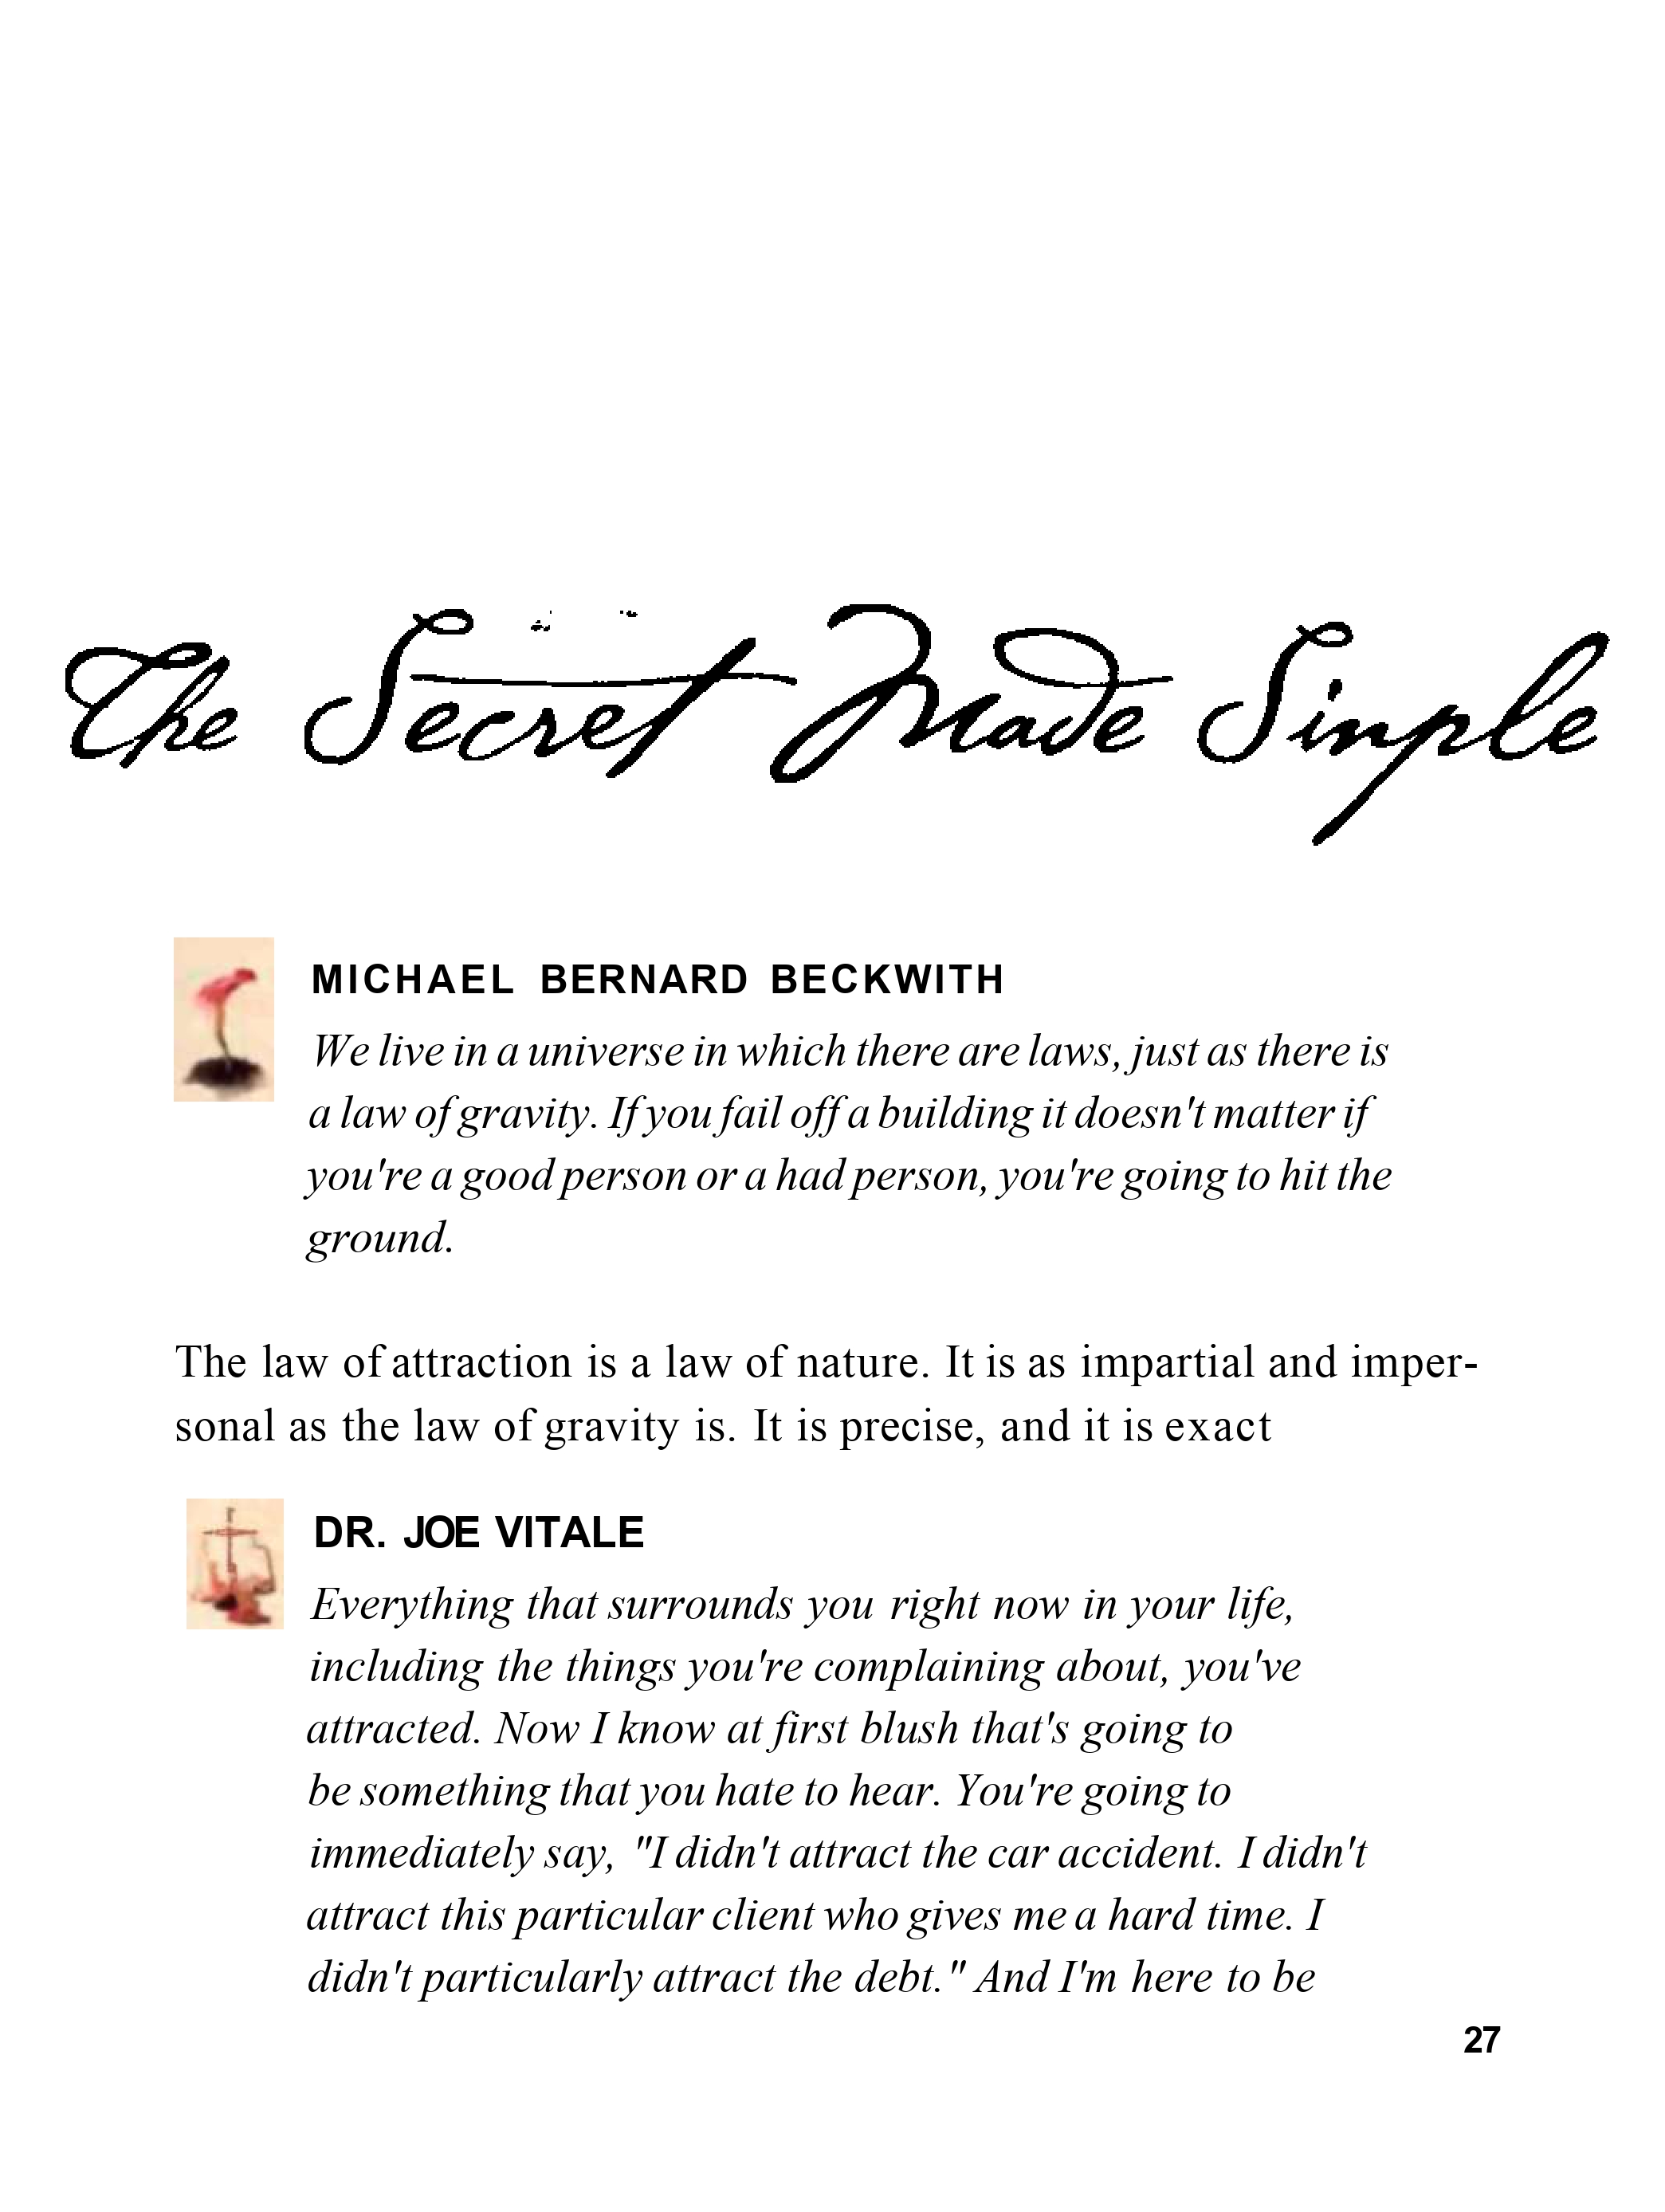 The Secret Made Simple
MICHAEL BERNARD BECKWITH
We live in a universe in which there are laws, just as there is
a law of gravity. If you fail off a building it doesn't matter if
you're a good person or a had person, you're going to hit the
ground.
The law of attraction is a law of nature. It is as impartial and imper-
sonal as the law of gravity is. It is precise, and it is exact
DR. JOE VITALE
Everything that surrounds you right now in your life,
including the things you're complaining about, you've
attracted. Now I know at first blush that's going to
be something that you hate to hear. You're going to
immediately say, "I didn't attract the car accident. I didn't
attract this particular client who gives me a hard time. I
didn't particularly attract the debt." And I'm here to be
27